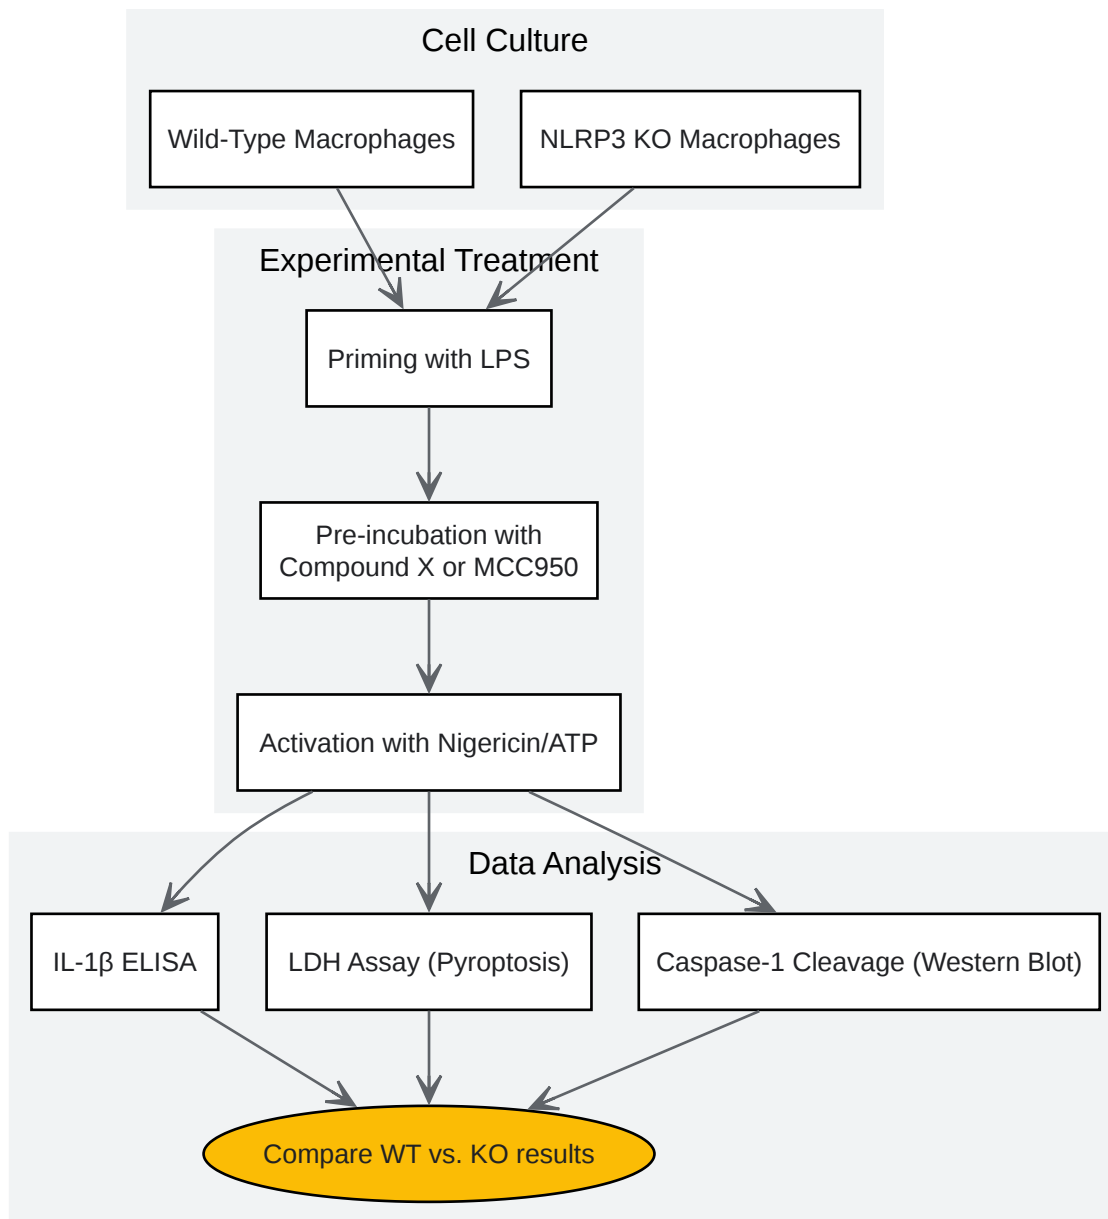 Cell Culture
Wild-Type Macrophages
NLRP3 KO Macrophages
Experimental Treatment
Priming with LPS
Pre-incubation with
Compound X or MCC950
Activation with Nigericin/ATP
Data Analysis
IL-1β ELISA
LDH Assay (Pyroptosis)
Caspase-1 Cleavage (Western Blot)
Compare WT vs. KO results